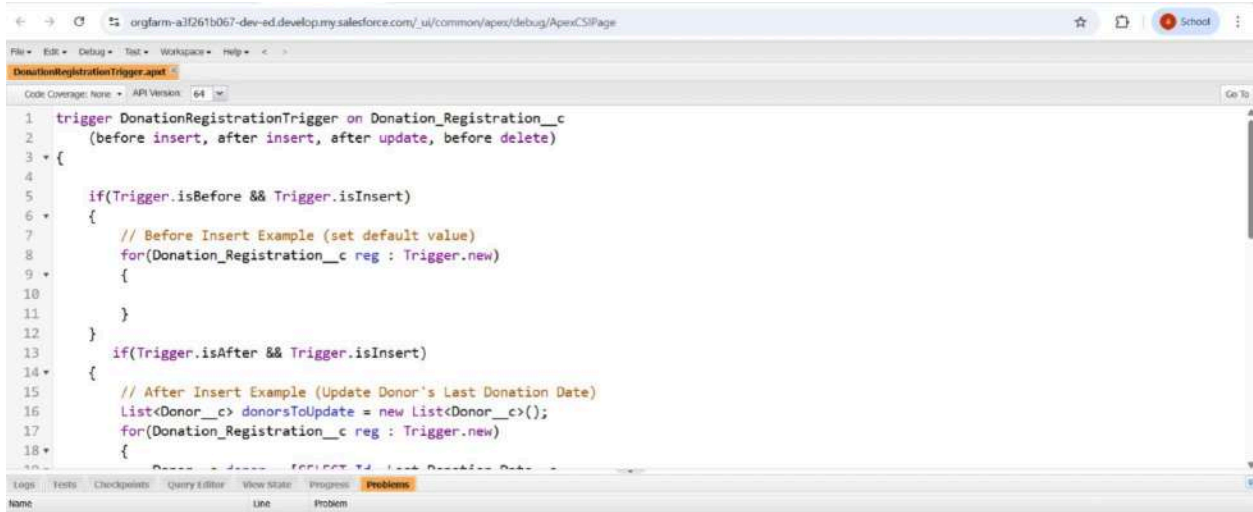 orgfarm-a3f261b067-dev-ed.develop.my.salesforce.com/_ui/common/apex/debug/ApexCSIPage
School
File Edit Debug Test Workspace Help < >
DonationRegistrationTrigger.apxt
Code Coverage: None API Version: 64 Go To
1 trigger DonationRegistrationTrigger on Donation_Registration__c
2 (before insert, after insert, after update, before delete)
3 {
4
5 if(Trigger.isBefore && Trigger.isInsert)
6 {
7 // Before Insert Example (set default value)
8 for(Donation_Registration__c reg : Trigger.new)
9 {
10
11 }
12 }
13 if(Trigger.isAfter && Trigger.isInsert)
14 {
15 // After Insert Example (Update Donor's Last Donation Date)
16 List<Donor__c> donorsToUpdate = new List<Donor__c>();
17 for(Donation_Registration__c reg : Trigger.new)
18 {
Logs Tests Checkpoints Query Editor View State Progress Problems
Name Line Problem